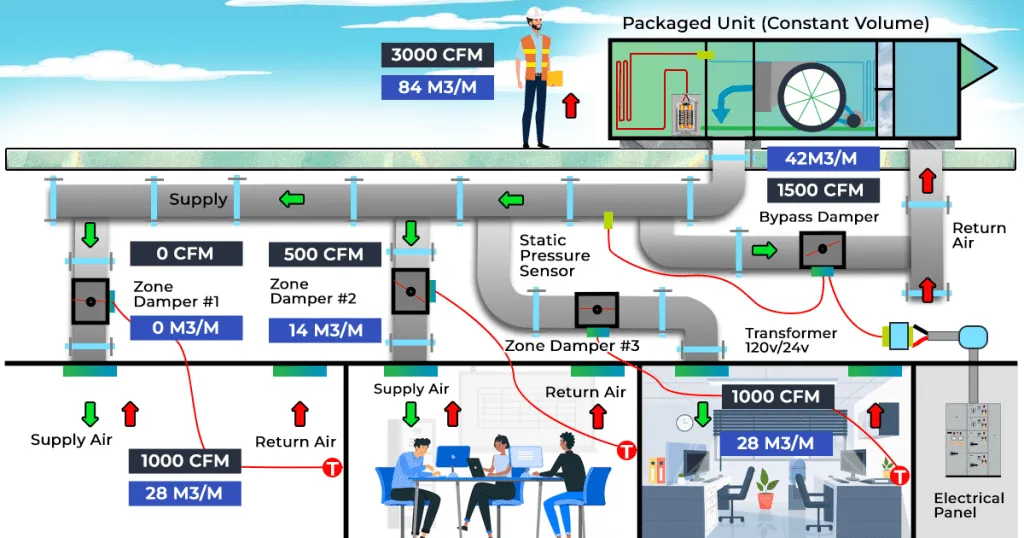 Packaged Unit (Constant Volume)
3000 CFM
84 M3/M
42M3/M
1500 CFM
Bypass Damper
Supply
Return
Air
Static
Pressure
Sensor
0 CFM
Zone
Damper #1
0 M3/M
500 CFM
Zone
Damper #2
14 M3/M
Zone Damper #3
Transformer
120v/24v
Supply Air
Return Air
1000 CFM
28 M3/M
T
Supply Air
Return Air
T
1000 CFM
28 M3/M
T
Electrical
Panel